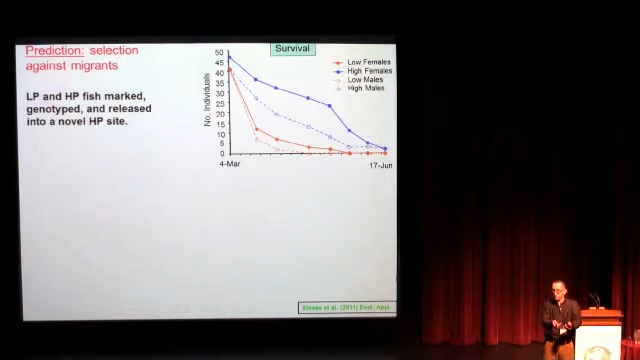 Prediction: selection
against migrants
LP and HP fish marked,
genotyped, and released
into a novel HP site.
Survival
No. Individuals
50
45
40
35
30
25
20
15
10
5
0
4-Mar
17-Jun
Low Females
High Females
Low Males
High Males
et al. (2011) Evol. Appl.